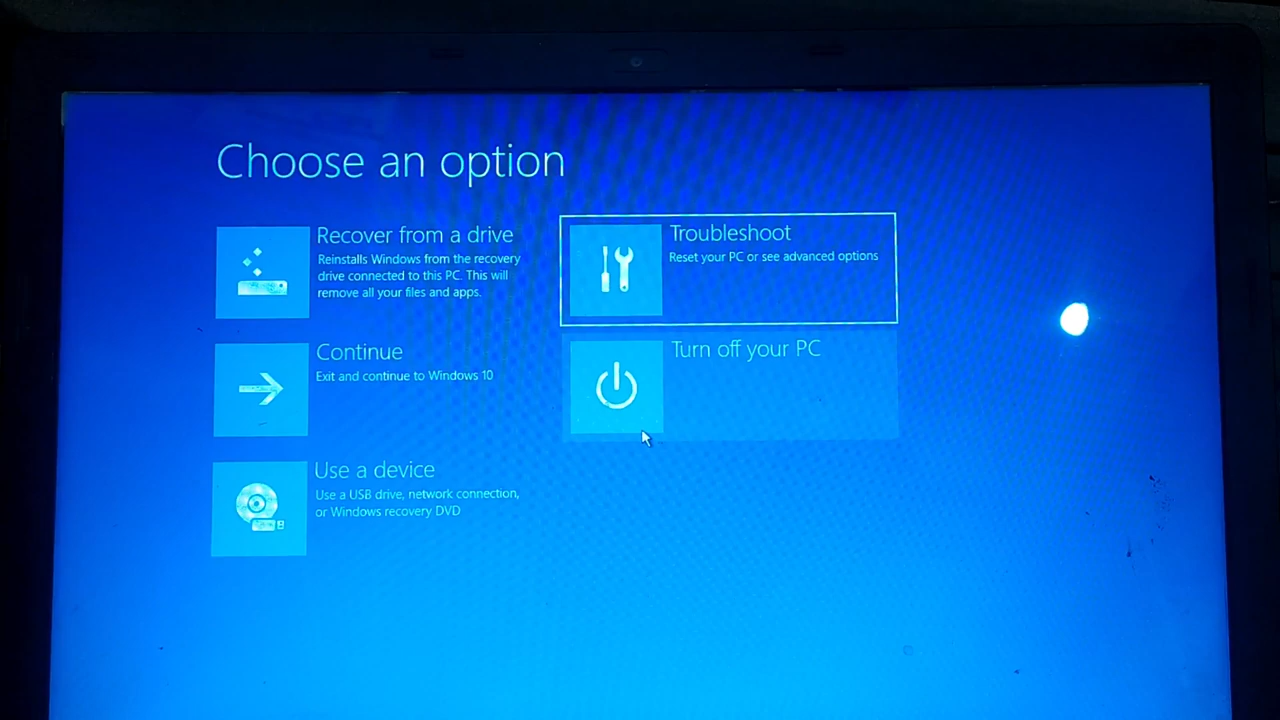 Choose an option
Recover from a drive
Reinstalls Windows from the recovery
drive connected to this PC. This will
remove all your files and apps.
Continue
Exit and continue to Windows 10
Use a device
Use a USB drive, network connection,
or Windows recovery DVD
Troubleshoot
Reset your PC or see advanced options
Turn off your PC